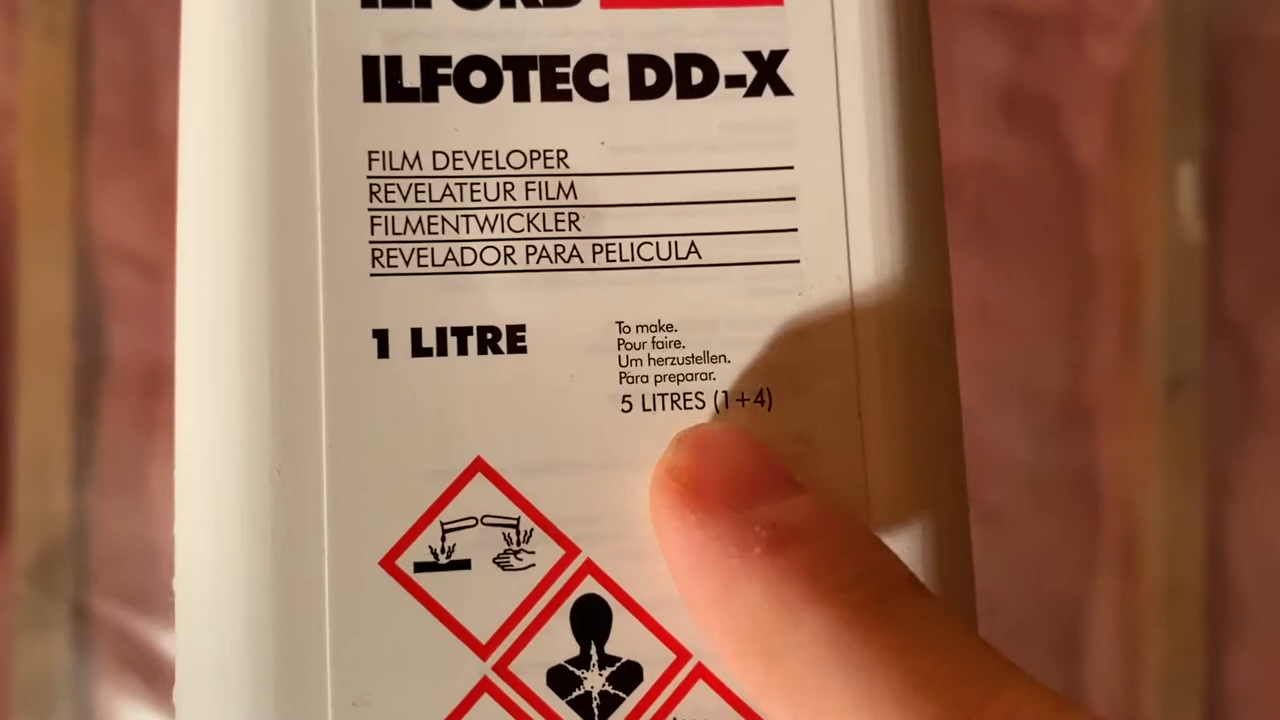 ILFORD
ILFOTEC DD-X
FILM DEVELOPER
REVELATEUR FILM
FILMENTWICKLER
REVELADOR PARA PELICULA
1 LITRE
To make.
Pour faire.
Um herzustellen.
Para preparar.
5 LITRES (1+4)